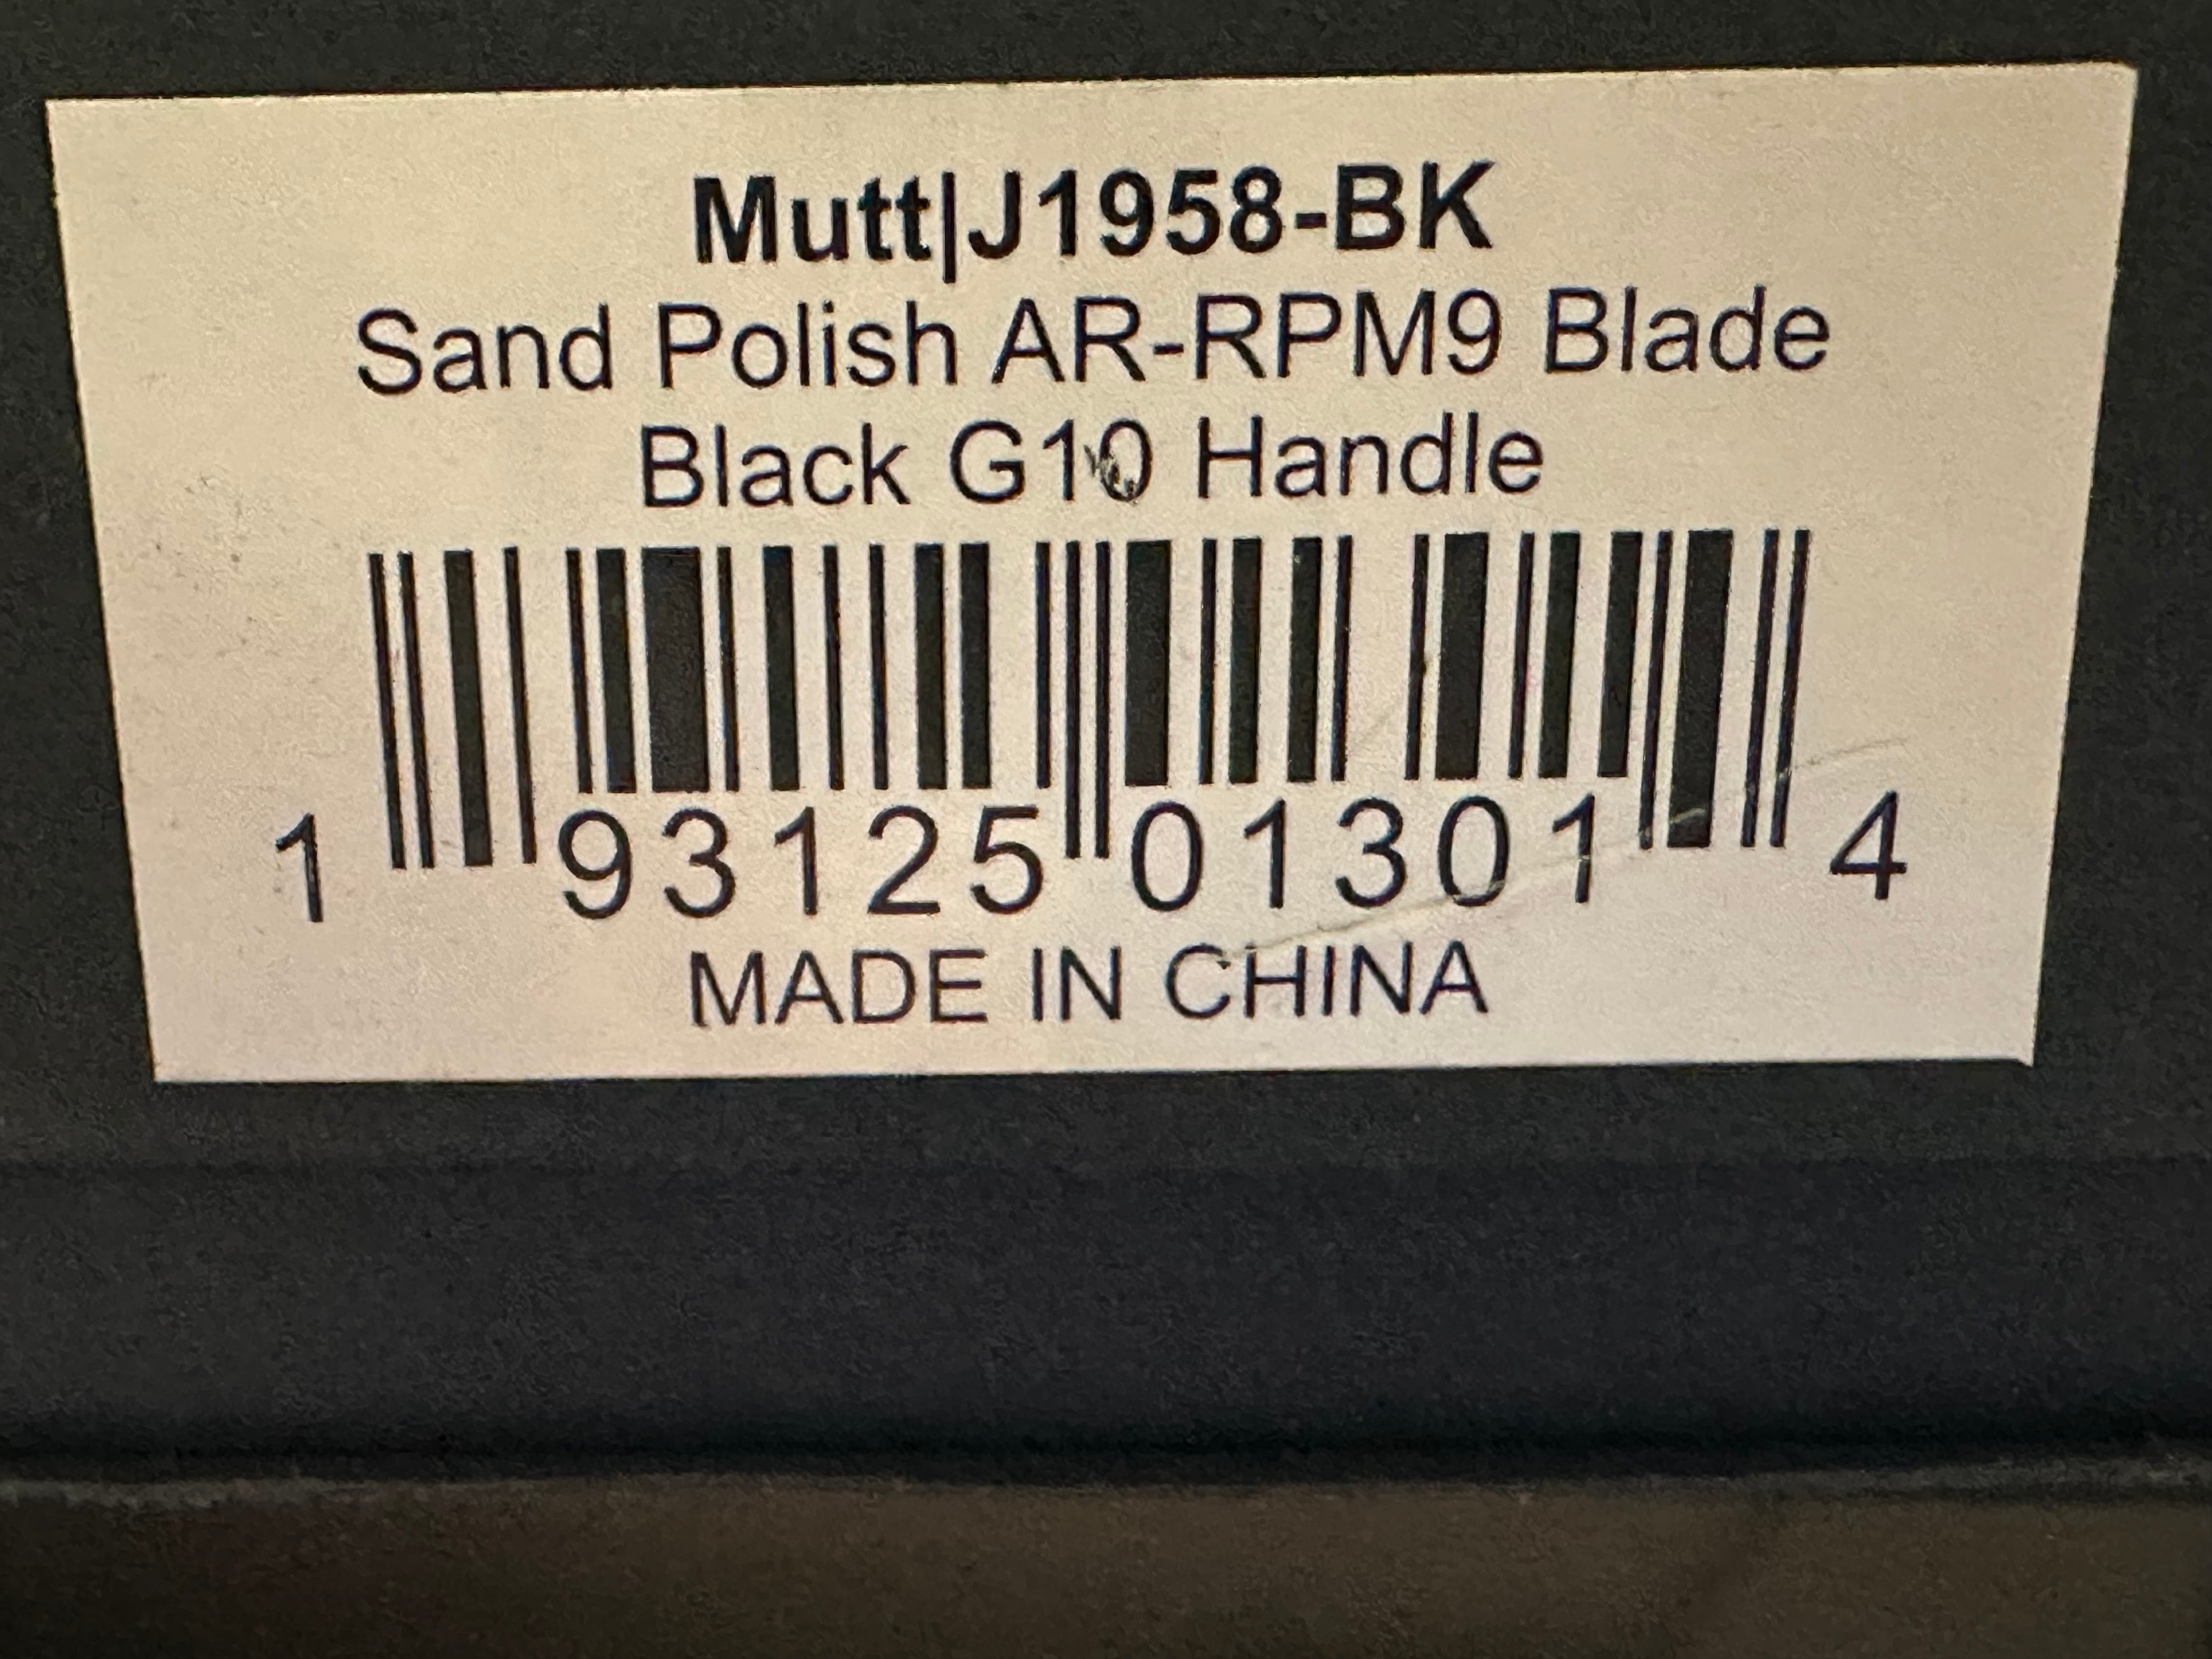 Mutt|J1958-BK
Sand Polish AR-RPM9 Blade
Black G10 Handle
1 93125 01301 4
MADE IN CHINA